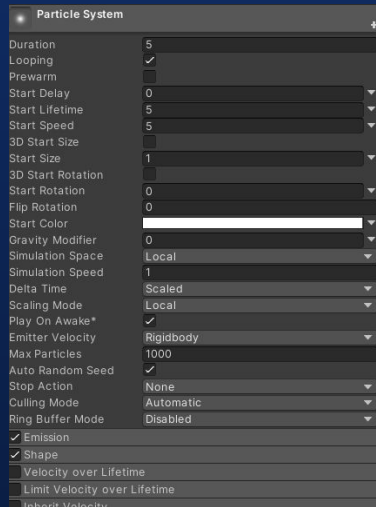 Particle System
Duration 5
Looping
Prewarm
Start Delay 0
Start Lifetime 5
Start Speed 5
3D Start Size
Start Size 1
3D Start Rotation
Start Rotation 0
Flip Rotation 0
Start Color
Gravity Modifier 0
Simulation Space Local
Simulation Speed 1
Delta Time Scaled
Scaling Mode Local
Play On Awake*
Emitter Velocity Rigidbody
Max Particles 1000
Auto Random Seed
Stop Action None
Culling Mode Automatic
Ring Buffer Mode Disabled
Emission
Shape
Velocity over Lifetime
Limit Velocity over Lifetime
Inherit Velocity